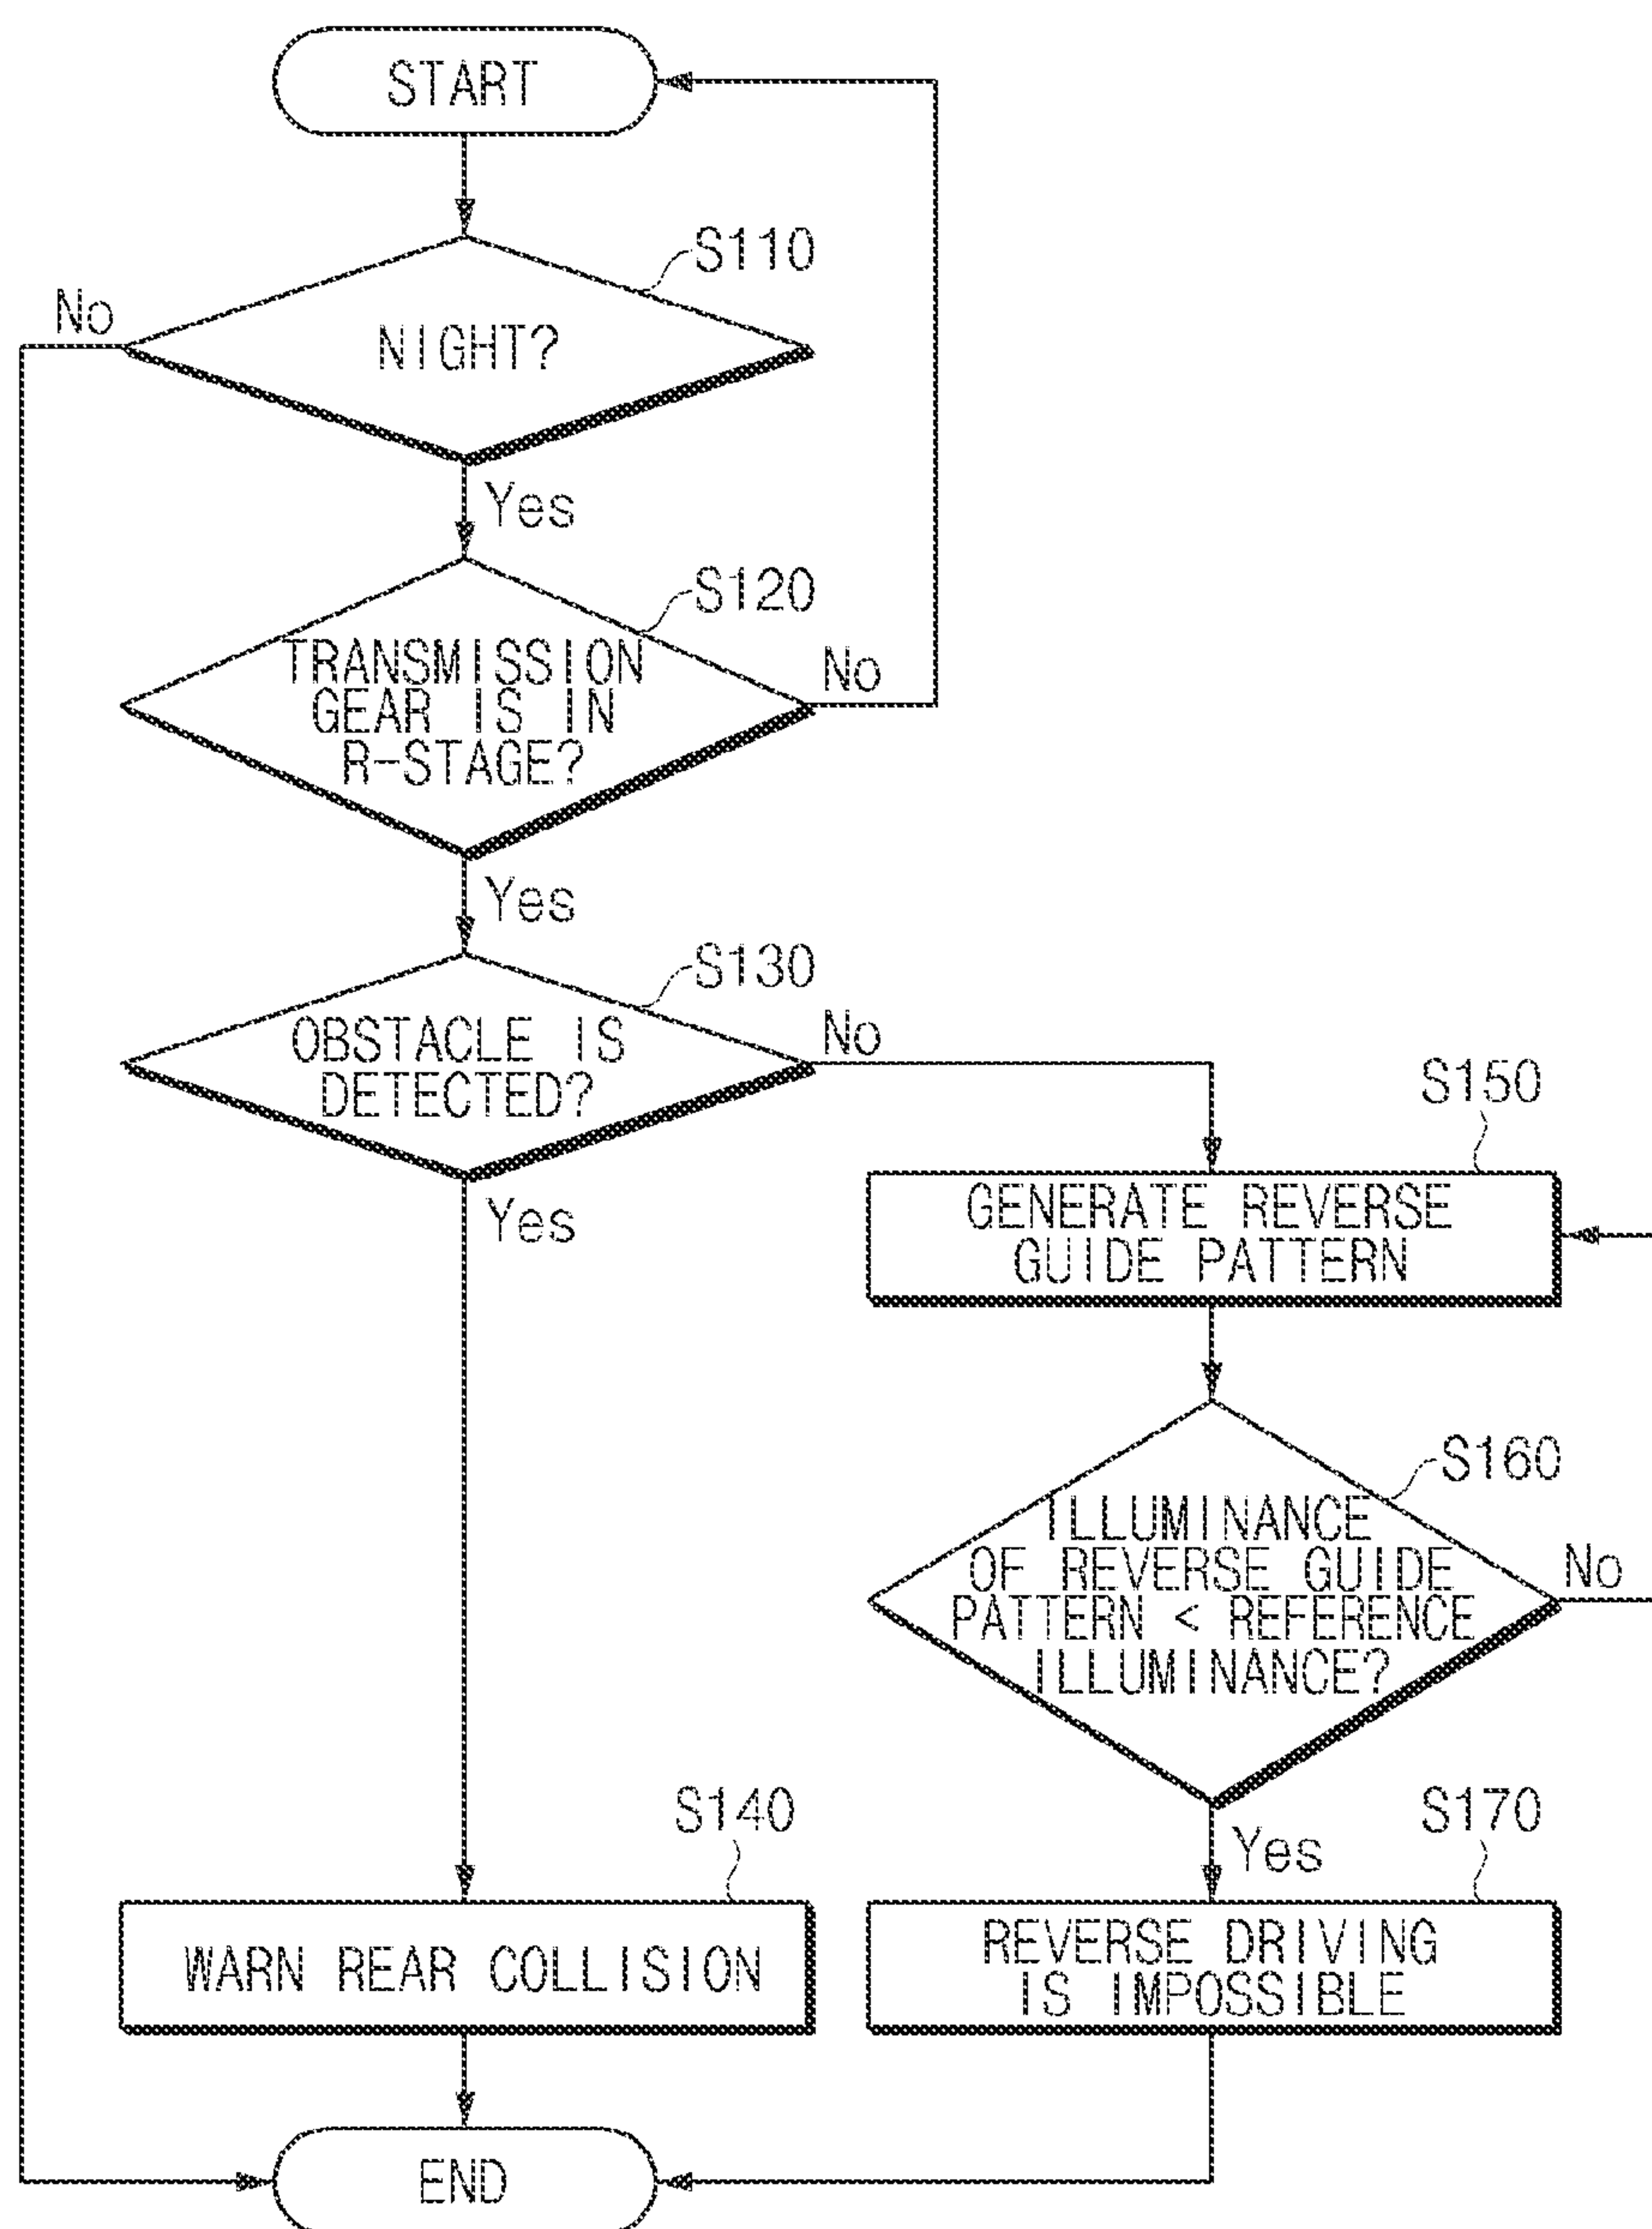 START
S110
No
NIGHT?
Yes
S120
TRANSMISSION
GEAR IS IN
R-STAGE?
No
Yes
S130
OBSTACLE IS
DETECTED?
No
Yes
S150
GENERATE REVERSE
GUIDE PATTERN
S160
ILLUMINANCE
OF REVERSE GUIDE
PATTERN < REFERENCE
ILLUMINANCE?
No
Yes
S140
WARN REAR COLLISION
S170
REVERSE DRIVING
IS IMPOSSIBLE
END